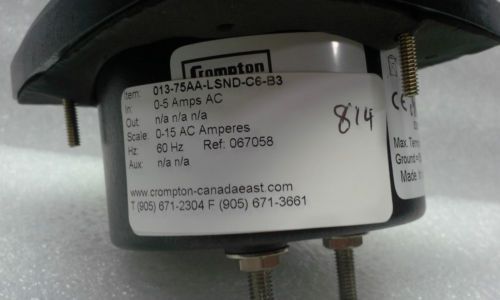 Crompton
Item: 013-75AA-LSND-C6-B3
In: 0-5 Amps AC
Out: n/a n/a n/a
Scale: 0-15 AC Amperes
Hz: 60 Hz Ref: 067058
Aux: n/a n/a
www.crompton-canadaeast.com
T (905) 671-2304 F (905) 671-3661
814
CE
Max. Term
Ground=
Made